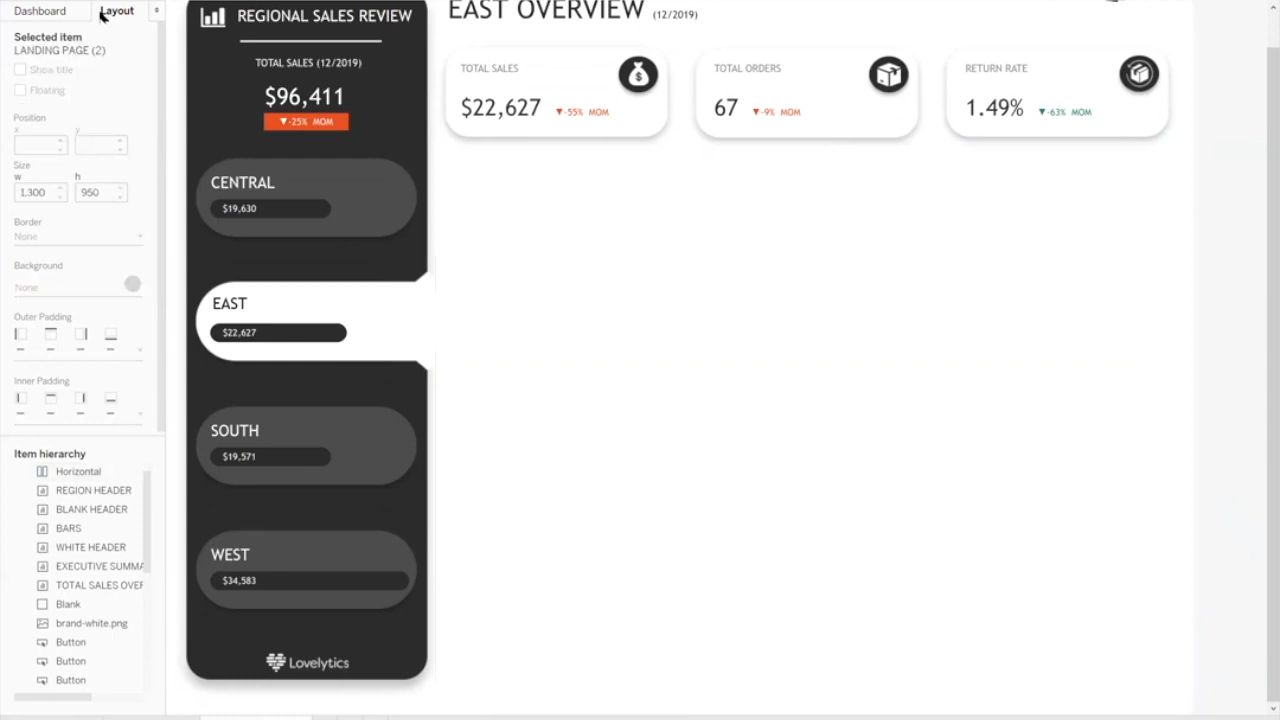 Dashboard
Layout
Selected item
LANDING PAGE (2)
Show title
Floating
Position
x y
Size
w h
1,300 950
Border
None
Background
None
Outer Padding
Inner Padding
Item hierarchy
Horizontal
REGION HEADER
BLANK HEADER
BARS
WHITE HEADER
EXECUTIVE SUMMA
TOTAL SALES OVER
Blank
brand-white.png
Button
Button
Button
REGIONAL SALES REVIEW
TOTAL SALES (12/2019)
$96,411
▼-25% MOM
CENTRAL
$19,630
EAST
$22,627
SOUTH
$19,571
WEST
$34,583
Lovelytics
EAST OVERVIEW (12/2019)
TOTAL SALES
$22,627 ▼-55% MOM
TOTAL ORDERS
67 ▼-9% MOM
RETURN RATE
1.49% ▼-63% MOM